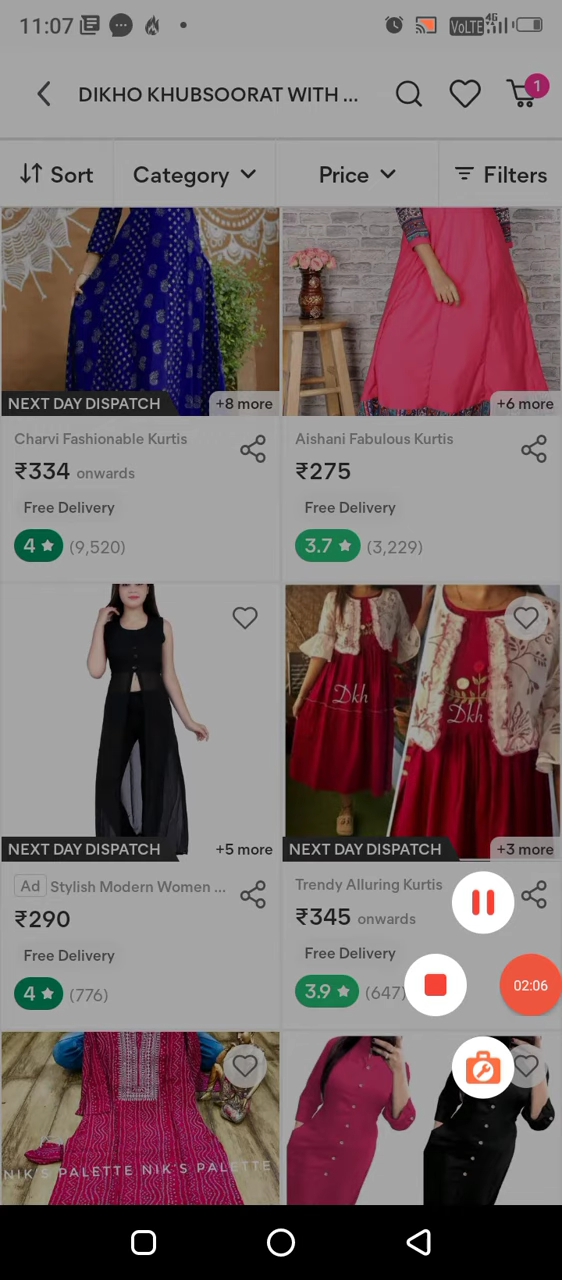 11:07
VoLTE 4G
DIKHO KHUBSOORAT WITH ...
1
Sort
Category
Price
Filters
NEXT DAY DISPATCH
+8 more
+6 more
Charvi Fashionable Kurtis
₹334 onwards
Free Delivery
4 ★ (9,520)
Aishani Fabulous Kurtis
₹275
Free Delivery
3.7 ★ (3,229)
Dkh
Dkh
NEXT DAY DISPATCH
+5 more
NEXT DAY DISPATCH
+3 more
Ad Stylish Modern Women ...
₹290
Free Delivery
4 ★ (776)
Trendy Alluring Kurtis
₹345 onwards
Free Delivery
3.9 ★ (647)
02:06
NIK'S PALETTE NIK'S PALETTE